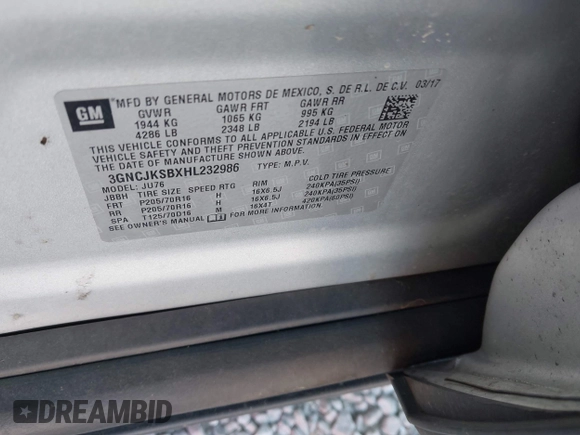 GM
MFD BY GENERAL MOTORS DE MEXICO, S. DE R.L. DE C.V. 03/17
GVWR GAWR FRT GAWR RR
1944 KG 1065 KG 995 KG
4286 LB 2348 LB 2194 LB
THIS VEHICLE CONFORMS TO ALL APPLICABLE U.S. FEDERAL MOTOR
VEHICLE SAFETY, BUMPER, AND THEFT PREVENTION STANDARDS IN
EFFECT ON THE DATE OF MANUFACTURE SHOWN ABOVE.
3GNCJKSBXHL232986 TYPE: M.P.V.
MODEL: JU76
JBBH TIRE SIZE SPEED RTG RIM COLD TIRE PRESSURE
FRT P205/70R16 H 16X6.5J 240KPA(35PSI)
RR P205/70R16 H 16X6.5J 240KPA(35PSI)
SPA T125/70D16 M 16X4T 420KPA(60PSI)
SEE OWNER'S MANUAL FOR MORE INFORMATION
DREAMBID